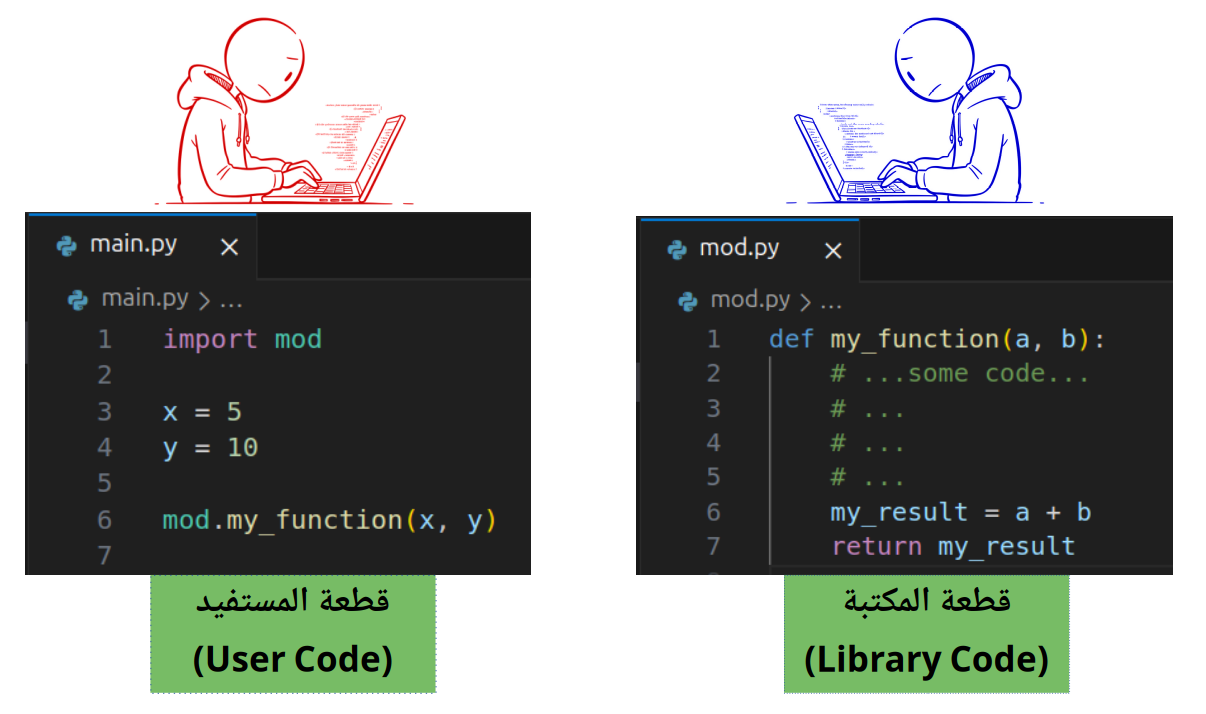 main.py ×
main.py > ...
1 import mod
2
3 x = 5
4 y = 10
5
6 mod.my_function(x, y)
7
قطعة المستفيد
(User Code)
mod.py ×
mod.py > ...
1 def my_function(a, b):
2 # ...some code...
3 # ...
4 # ...
5 # ...
6 my_result = a + b
7 return my_result
قطعة المكتبة
(Library Code)